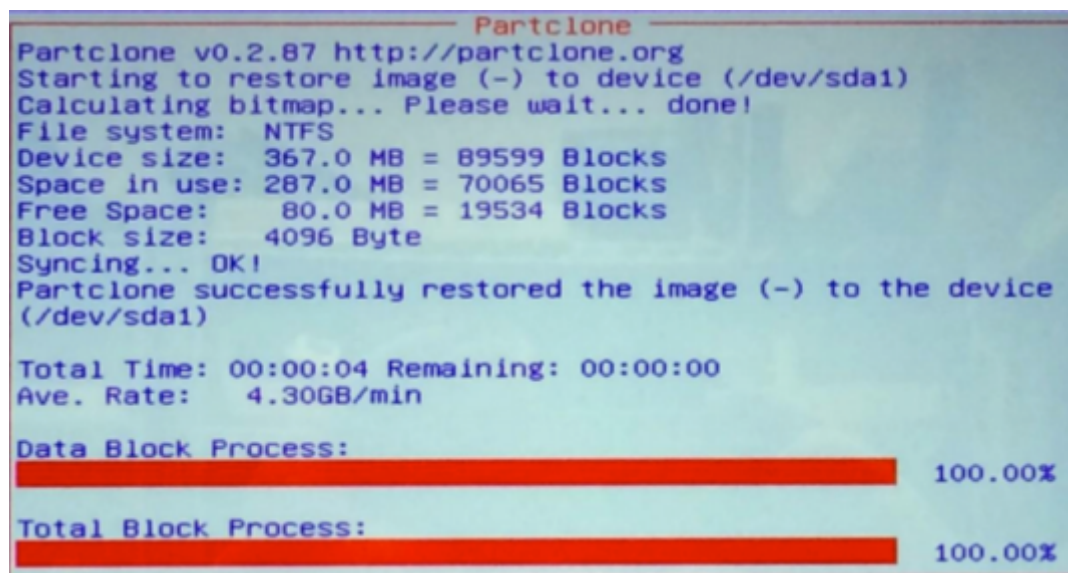 Partclone
Partclone v0.2.87 http://partclone.org
Starting to restore image (-) to device (/dev/sda1)
Calculating bitmap... Please wait... done!
File system: NTFS
Device size: 367.0 MB = 89599 Blocks
Space in use: 287.0 MB = 70065 Blocks
Free Space: 80.0 MB = 19534 Blocks
Block size: 4096 Byte
Syncing... OK!
Partclone successfully restored the image (-) to the device
(/dev/sda1)
Total Time: 00:00:04 Remaining: 00:00:00
Ave. Rate: 4.30GB/min
Data Block Process:
100.00%
Total Block Process:
100.00%